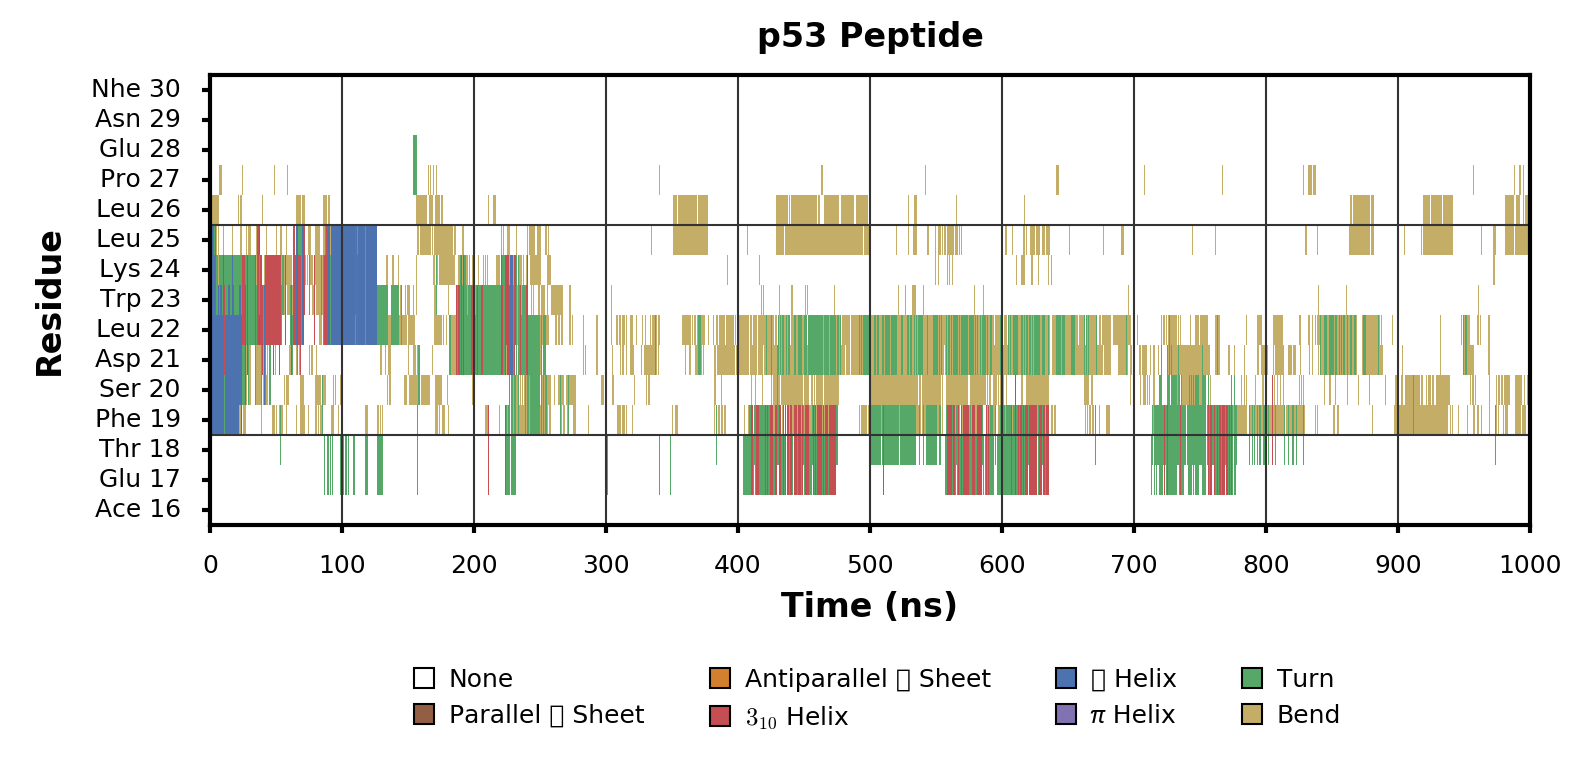 p53 Peptide
Nhe 30
Asn 29
Glu 28
Pro 27
Leu 26
Leu 25
Lys 24
Trp 23
Leu 22
Asp 21
Ser 20
Phe 19
Thr 18
Glu 17
Ace 16
Residue
0 100 200 300 400 500 600 700 800 900 1000
Time (ns)
None Antiparallel ▯ Sheet ▯ Helix Turn
Parallel ▯ Sheet 3₁₀ Helix π Helix Bend